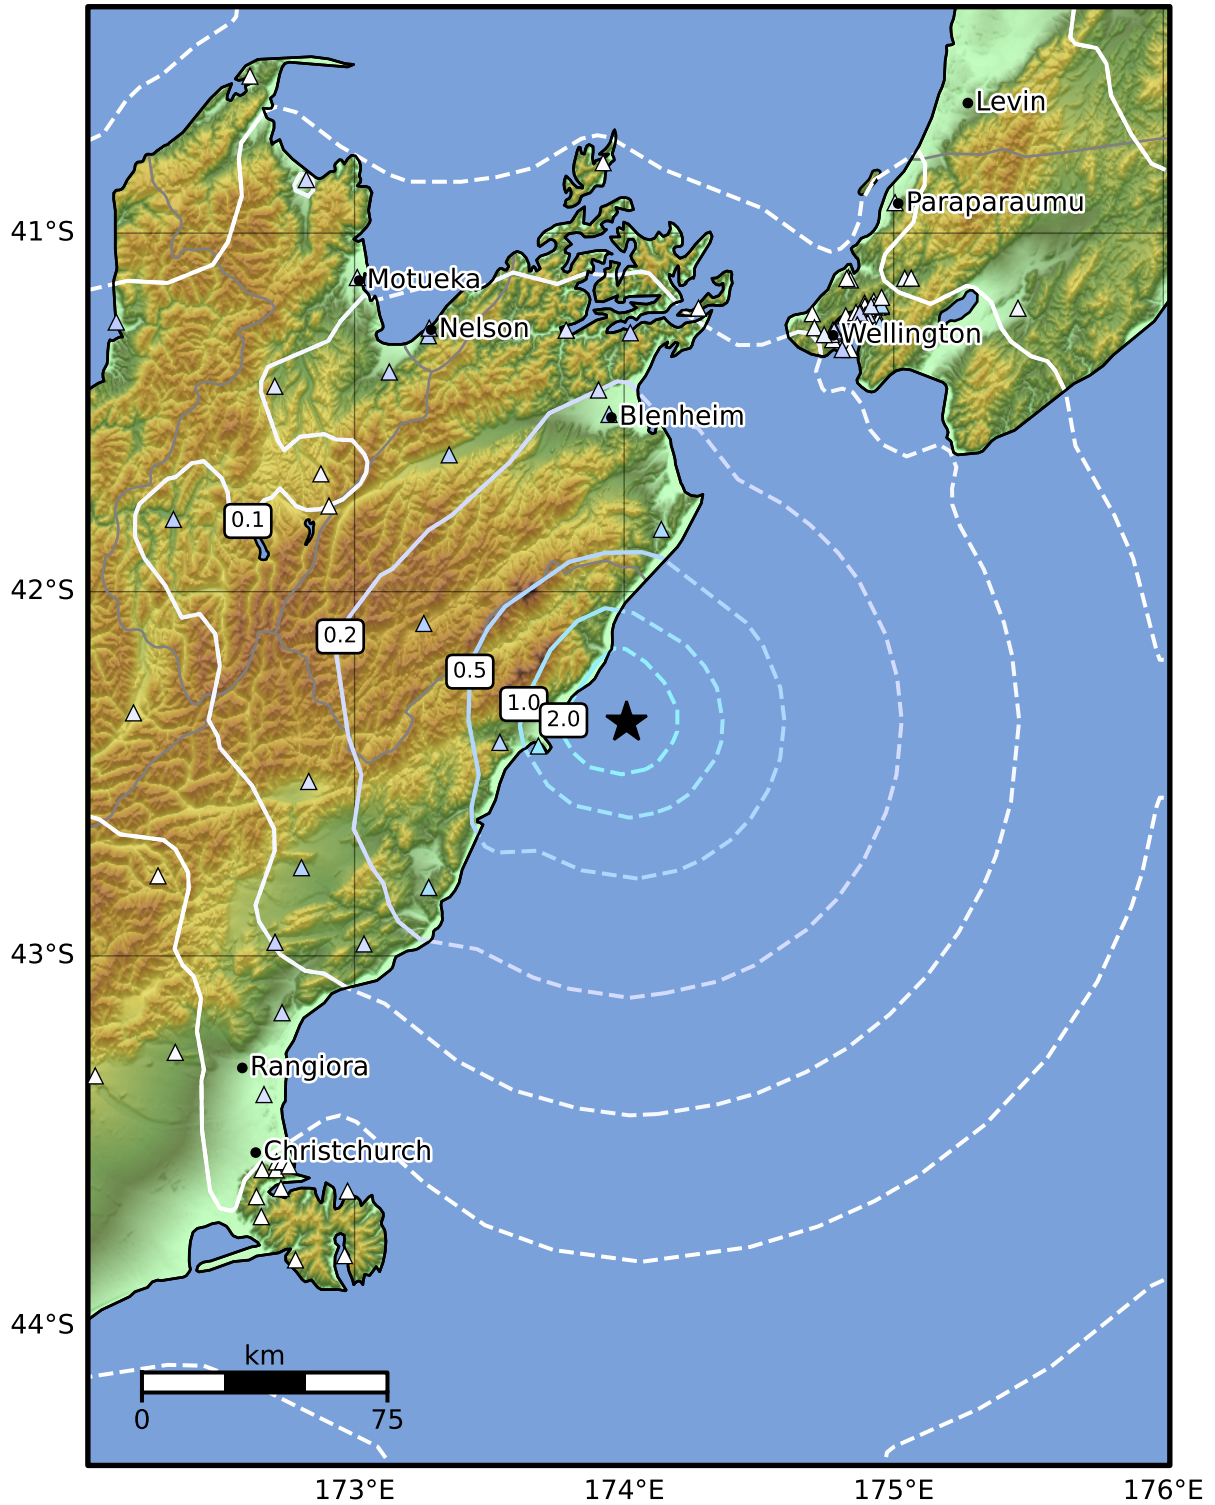 Levin
Paraparaumu
41°S
Motueka
Nelson
Wellington
Blenheim
0.1
42°S
0.2
0.5
1.0
2.0
43°S
Rangiora
Christchurch
44°S
km
0 75
173°E 174°E 175°E 176°E